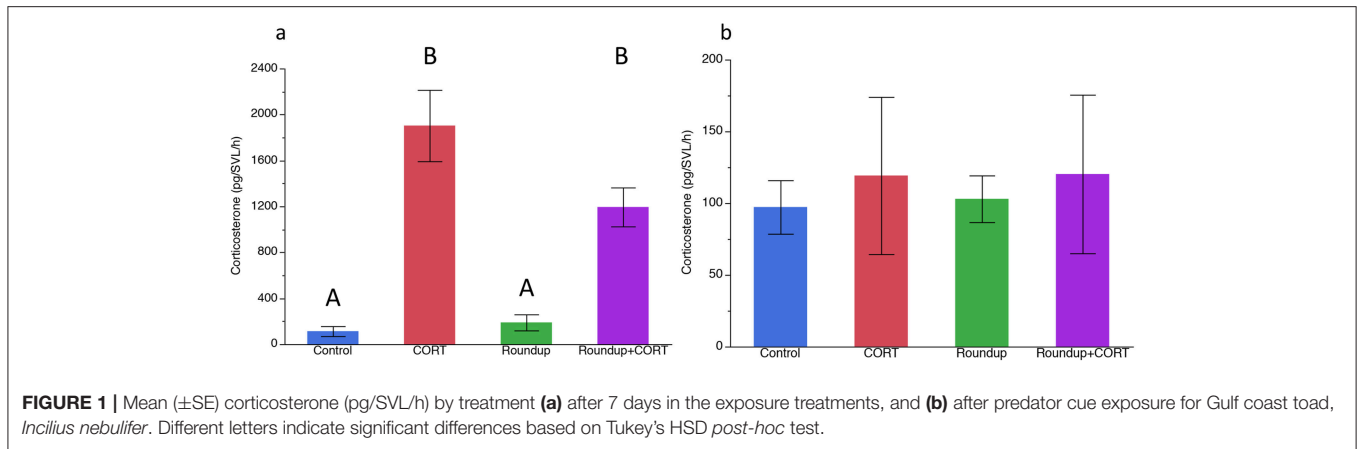 a
B
B
A
A
2400
2000
1600
1200
800
400
0
Corticosterone (pg/SVL/h)
Control CORT Roundup Roundup+CORT
b
200
150
100
50
0
Corticosterone (pg/SVL/h)
Control CORT Roundup Roundup+CORT
FIGURE 1 | Mean (±SE) corticosterone (pg/SVL/h) by treatment (a) after 7 days in the exposure treatments, and (b) after predator cue exposure for Gulf coast toad,
Incilius nebulifer. Different letters indicate significant differences based on Tukey's HSD post-hoc test.